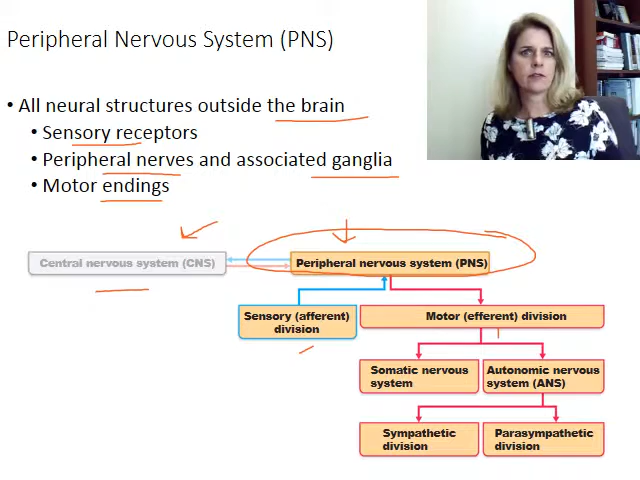 Peripheral Nervous System (PNS)
• All neural structures outside the brain
• Sensory receptors
• Peripheral nerves and associated ganglia
• Motor endings
Central nervous system (CNS)
Peripheral nervous system (PNS)
Sensory (afferent)
division
Motor (efferent) division
Somatic nervous
system
Autonomic nervous
system (ANS)
Sympathetic
division
Parasympathetic
division